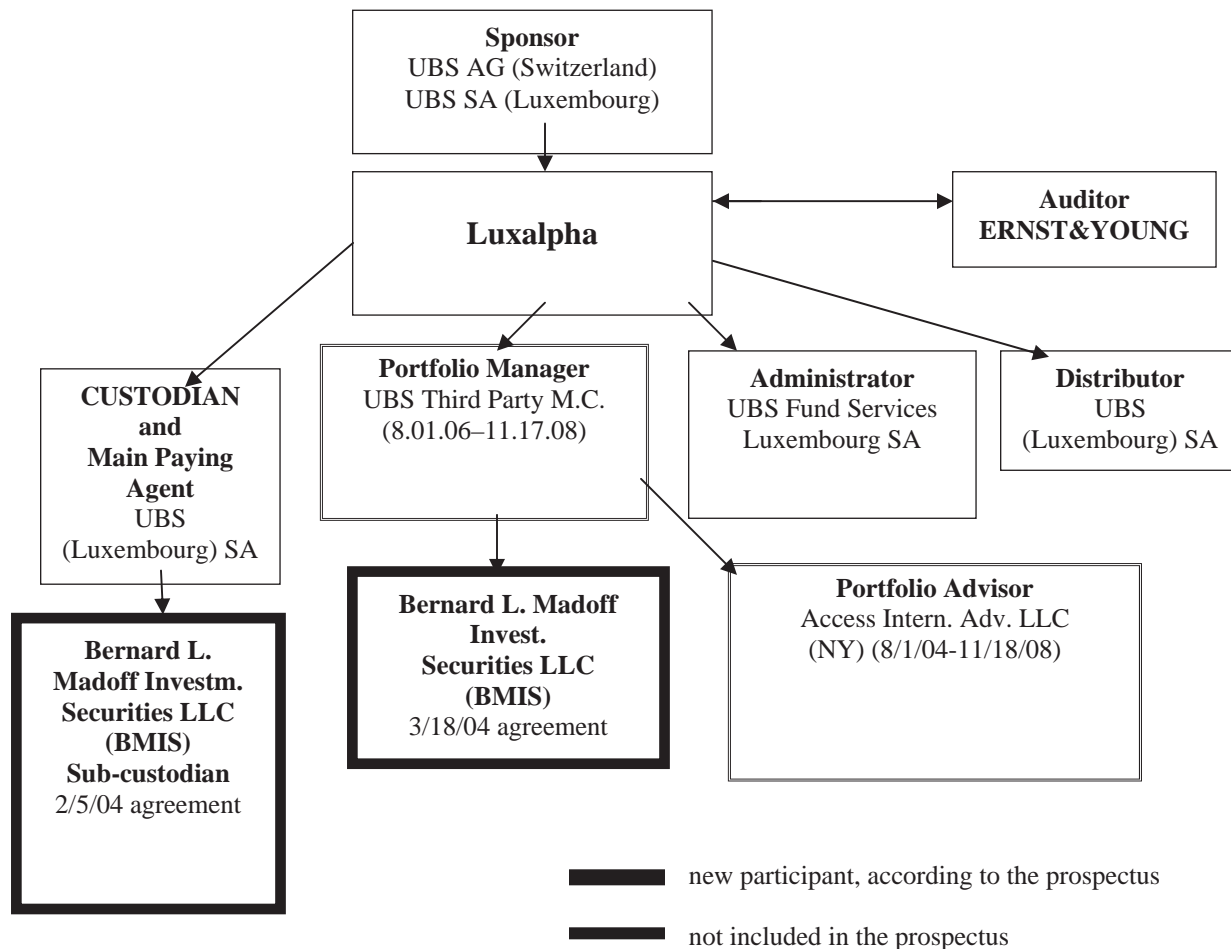 Sponsor
UBS AG (Switzerland)
UBS SA (Luxembourg)
Luxalpha
Auditor
ERNST&YOUNG
CUSTODIAN
and
Main Paying
Agent
UBS
(Luxembourg) SA
Portfolio Manager
UBS Third Party M.C.
(8.01.06–11.17.08)
Administrator
UBS Fund Services
Luxembourg SA
Distributor
UBS
(Luxembourg) SA
Bernard L.
Madoff Investm.
Securities LLC
(BMIS)
Sub-custodian
2/5/04 agreement
Bernard L. Madoff
Invest.
Securities LLC
(BMIS)
3/18/04 agreement
Portfolio Advisor
Access Intern. Adv. LLC
(NY) (8/1/04-11/18/08)
new participant, according to the prospectus
not included in the prospectus